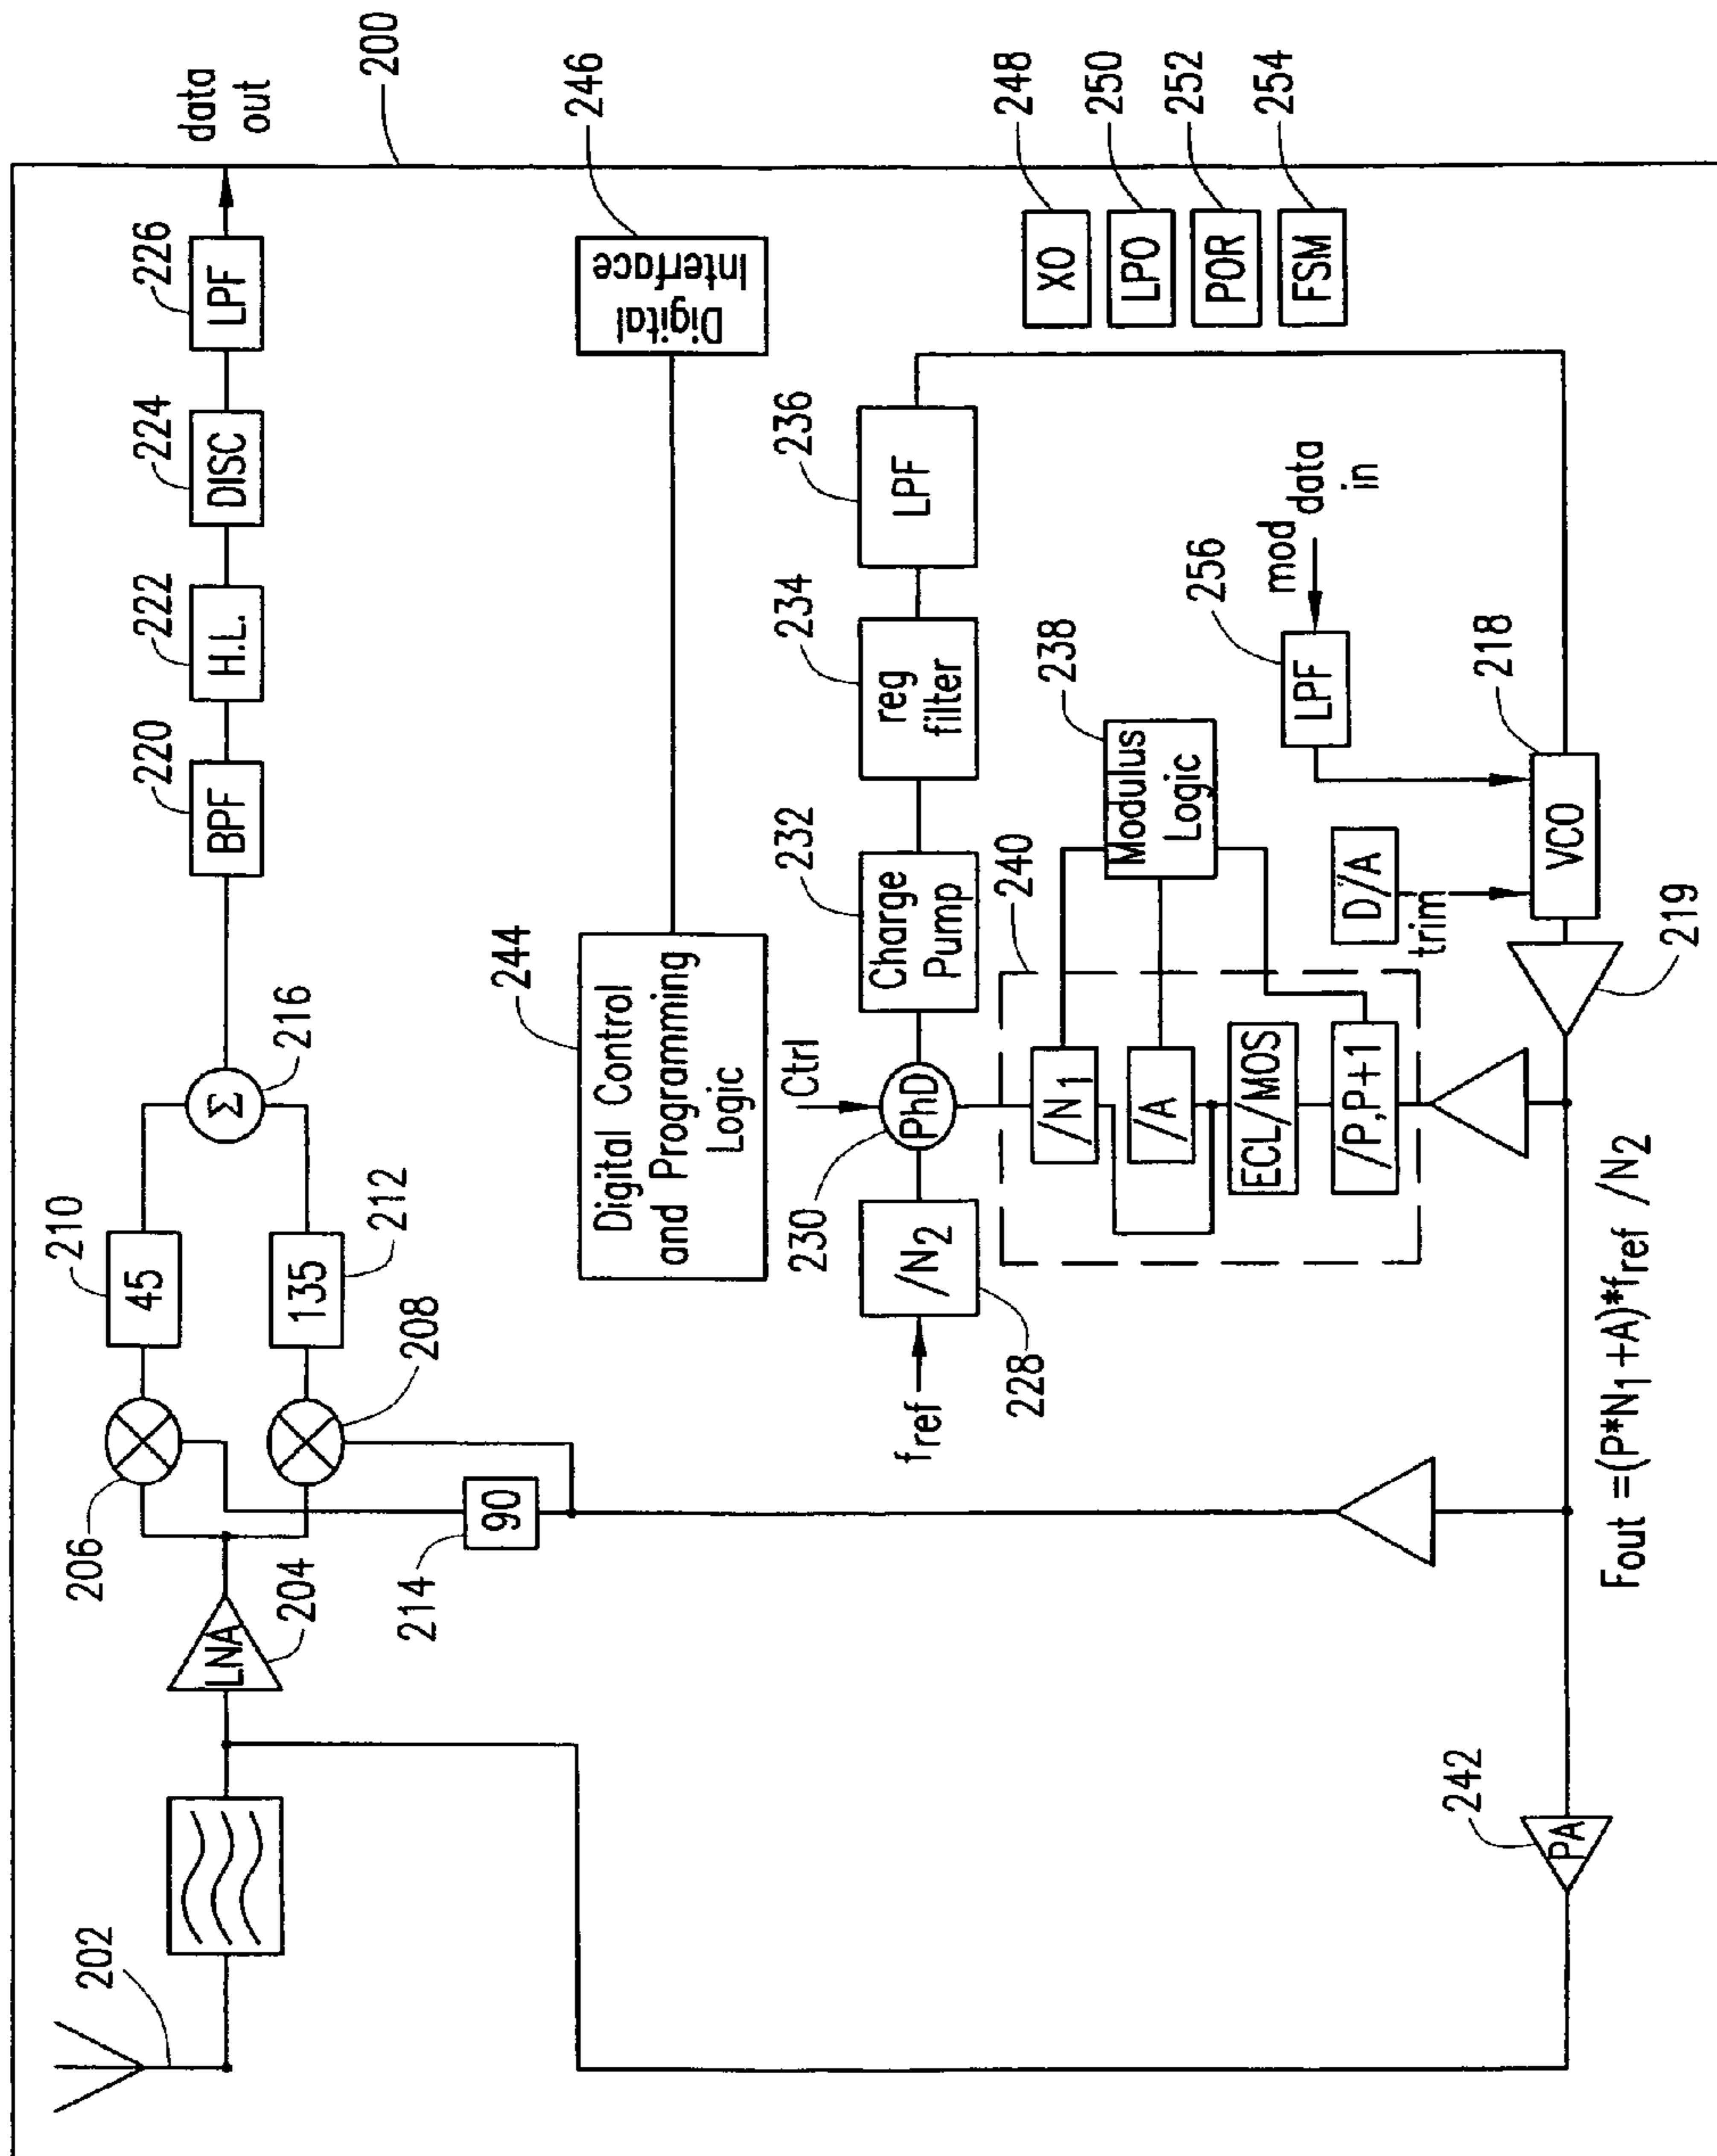 202
LNA
204
206
208
45
210
135
212
90
214
Σ
216
BPF
220
H.L.
222
DISC
224
LPF
226
data
out
200
Digital Control
and Programming
Logic
244
Digital
Interface
246
fref
/N2
228
Ctrl
PhD
230
Charge
Pump
232
reg
filter
234
LPF
236
XO
248
LPO
250
POR
252
FSM
254
/N1
/A
ECL/MOS
/P,P+1
240
Modulus
Logic
238
D/A
trim
LPF
256
mod data
in
VCO
218
219
PA
242
Fout =(P*N1+A)*fref /N2